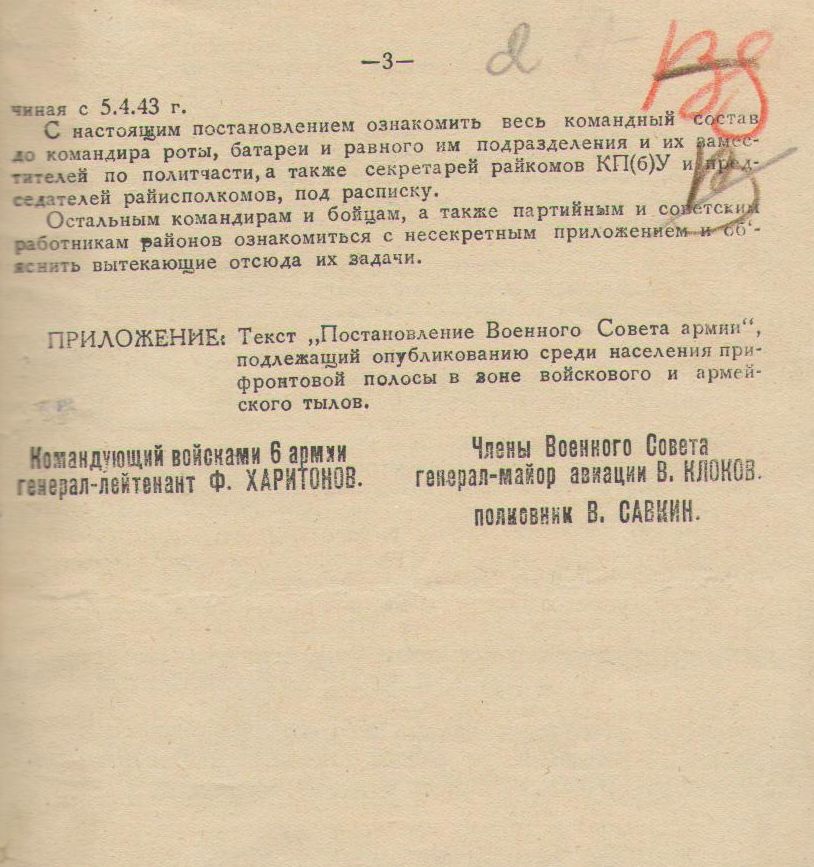 —3—
чиная с 5.4.43 г.
С настоящим постановлением ознакомить весь командный состав
до командира роты, батареи и равного им подразделения и их замес-
тителей по политчасти, а также секретарей райкомов КП(б)У и пред-
седателей райисполкомов, под расписку.
Остальным командирам и бойцам, а также партийным и советским
работникам районов ознакомиться с несекретным приложением и об‘-
яснить вытекающие отсюда их задачи.
ПРИЛОЖЕНИЕ: Текст „Постановление Военного Совета армии“,
подлежащий опубликованию среди населения при-
фронтовой полосы в зоне войскового и армей-
ского тылов.
Командующий войсками 6 армии
генерал-лейтенант Ф. ХАРИТОНОВ.
Члены Военного Совета
генерал-майор авиации В. КЛОКОВ.
полковник В. САВКИН.